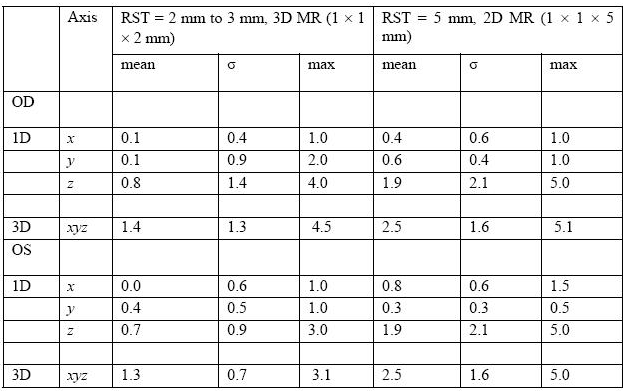 Axis RST = 2 mm to 3 mm, 3D MR (1 × 1 RST = 5 mm, 2D MR (1 × 1 × 5
× 2 mm) mm)
mean σ max mean σ max
OD
1D x 0.1 0.4 1.0 0.4 0.6 1.0
y 0.1 0.9 2.0 0.6 0.4 1.0
z 0.8 1.4 4.0 1.9 2.1 5.0
3D xyz 1.4 1.3 4.5 2.5 1.6 5.1
OS
1D x 0.0 0.6 1.0 0.8 0.6 1.5
y 0.4 0.5 1.0 0.3 0.3 0.5
z 0.7 0.9 3.0 1.9 2.1 5.0
3D xyz 1.3 0.7 3.1 2.5 1.6 5.0